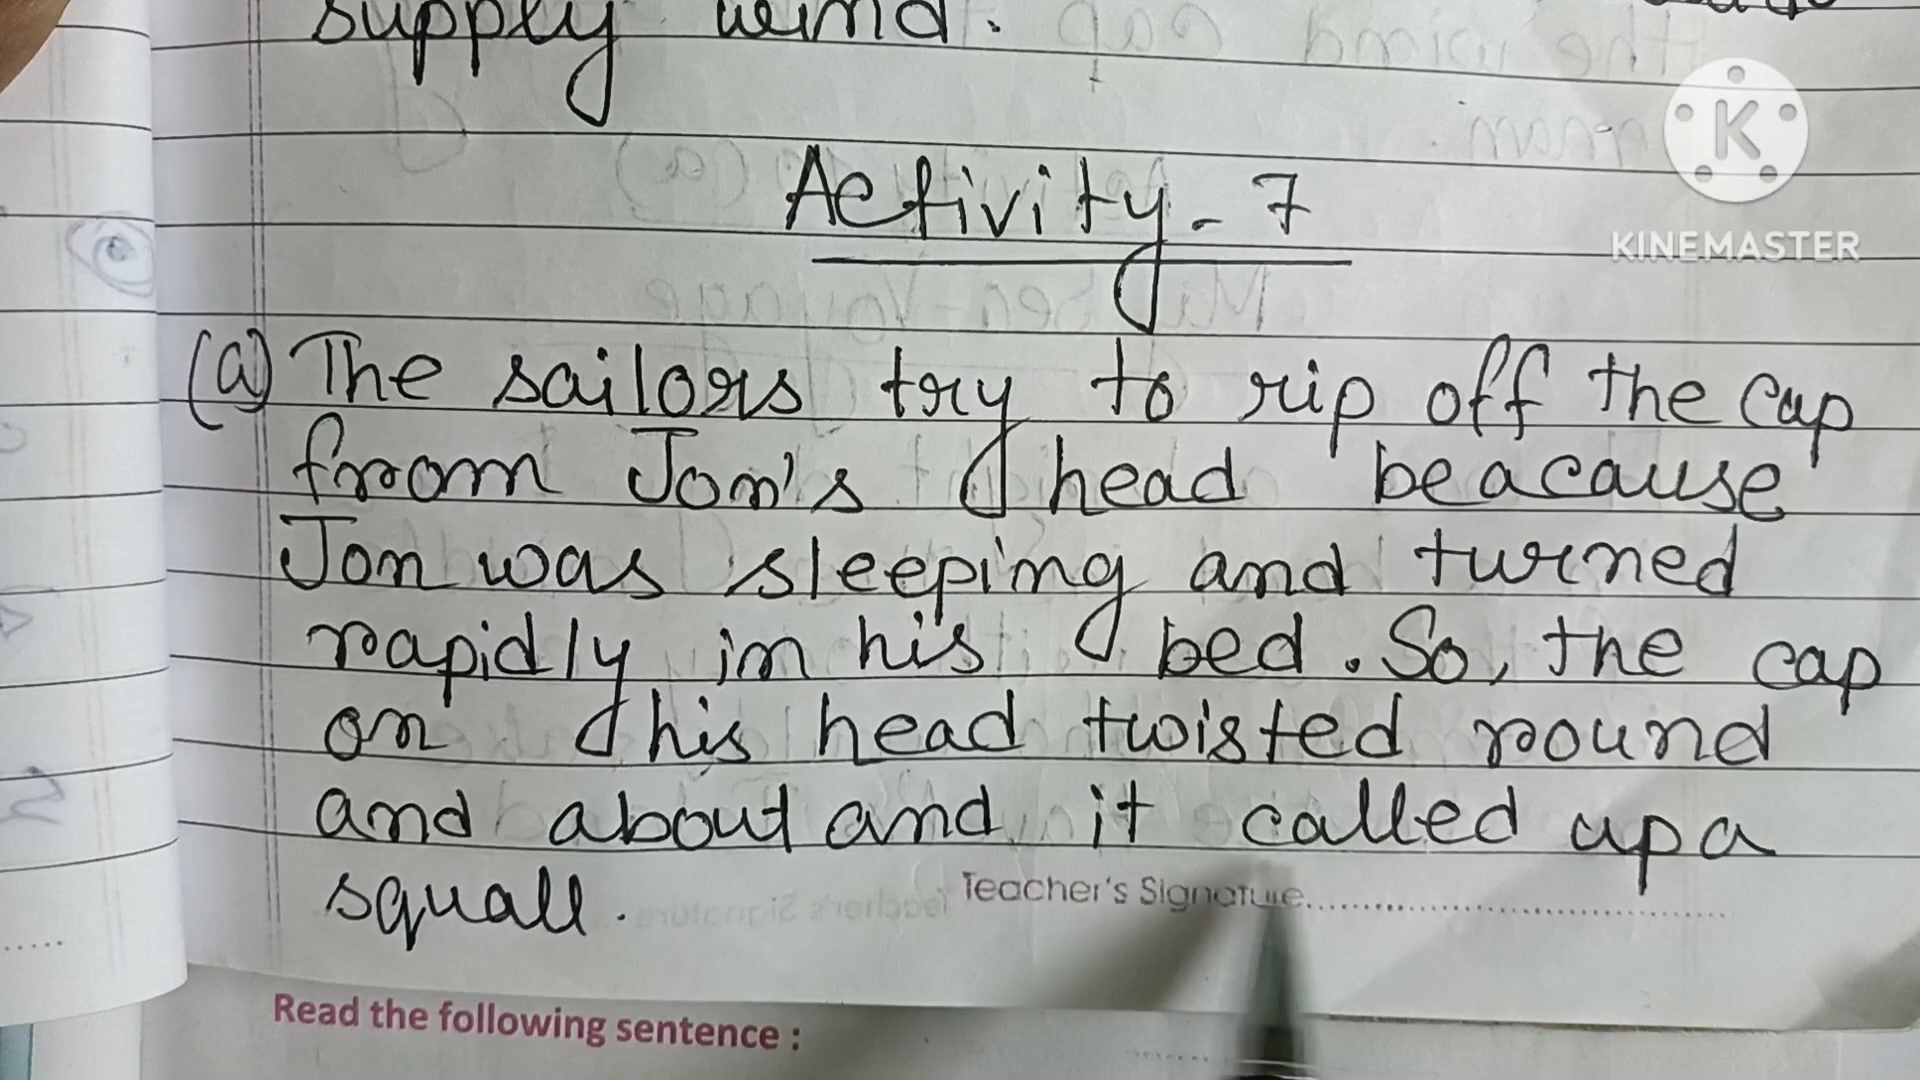 supply wind.
Activity-7
K
KINEMASTER
(a) The sailors try to rip off the cap
from Jon's head beacause
Jon was sleeping and turned
rapidly in his bed. So, the cap
on his head twisted round
and about and it called up a
squall.
Teacher's Signature
Read the following sentence :